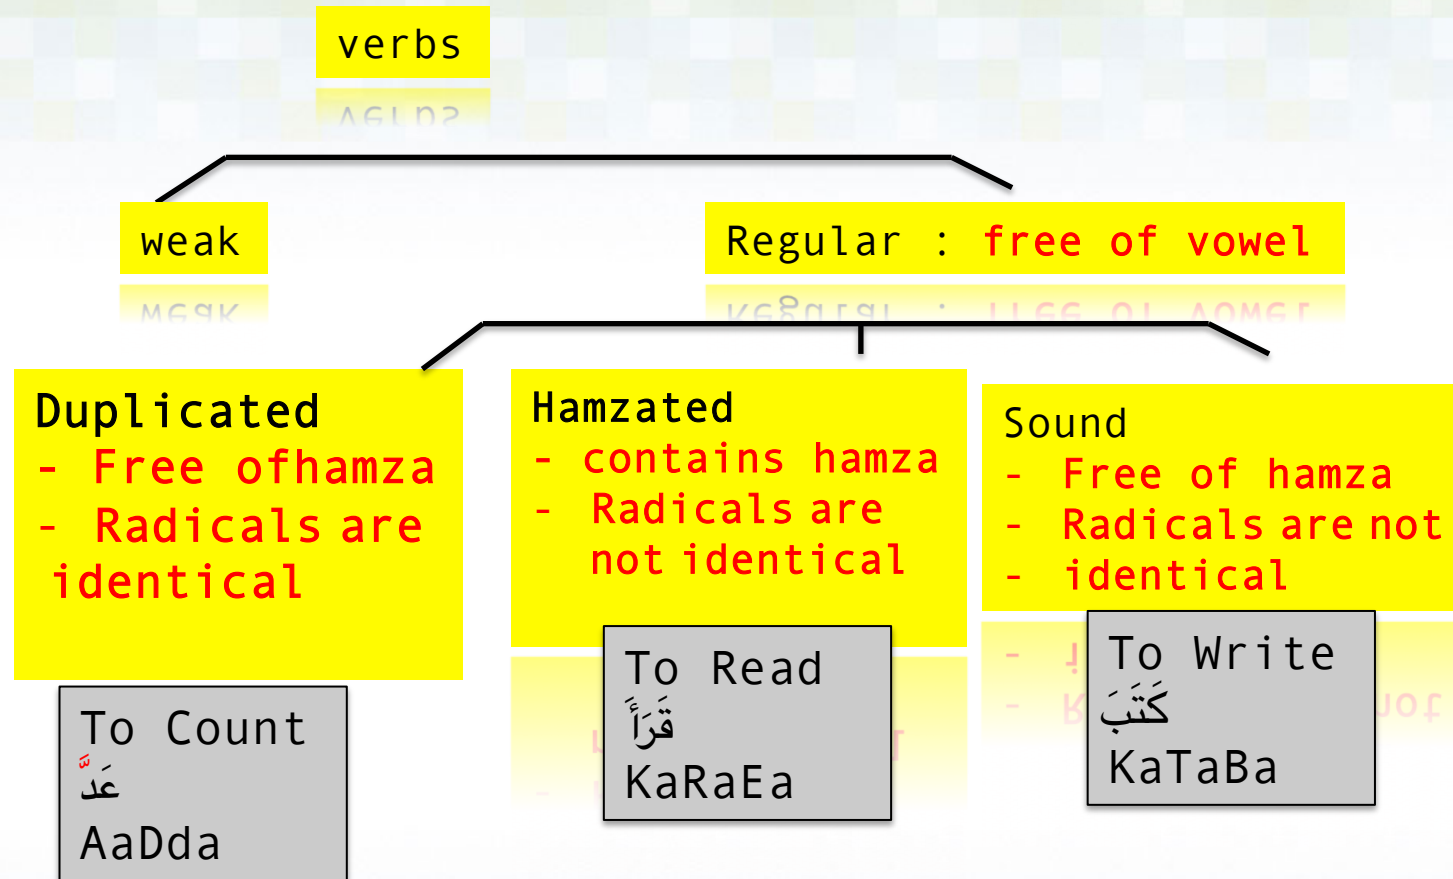 verbs
weak
Regular : free of vowel
Duplicated
- Free ofhamza
- Radicals are
identical
To Count
عَدَّ
AaDda
Hamzated
- contains hamza
- Radicals are
not identical
To Read
قَرَأَ
KaRaEa
Sound
- Free of hamza
- Radicals are not
- identical
To Write
كَتَبَ
KaTaBa